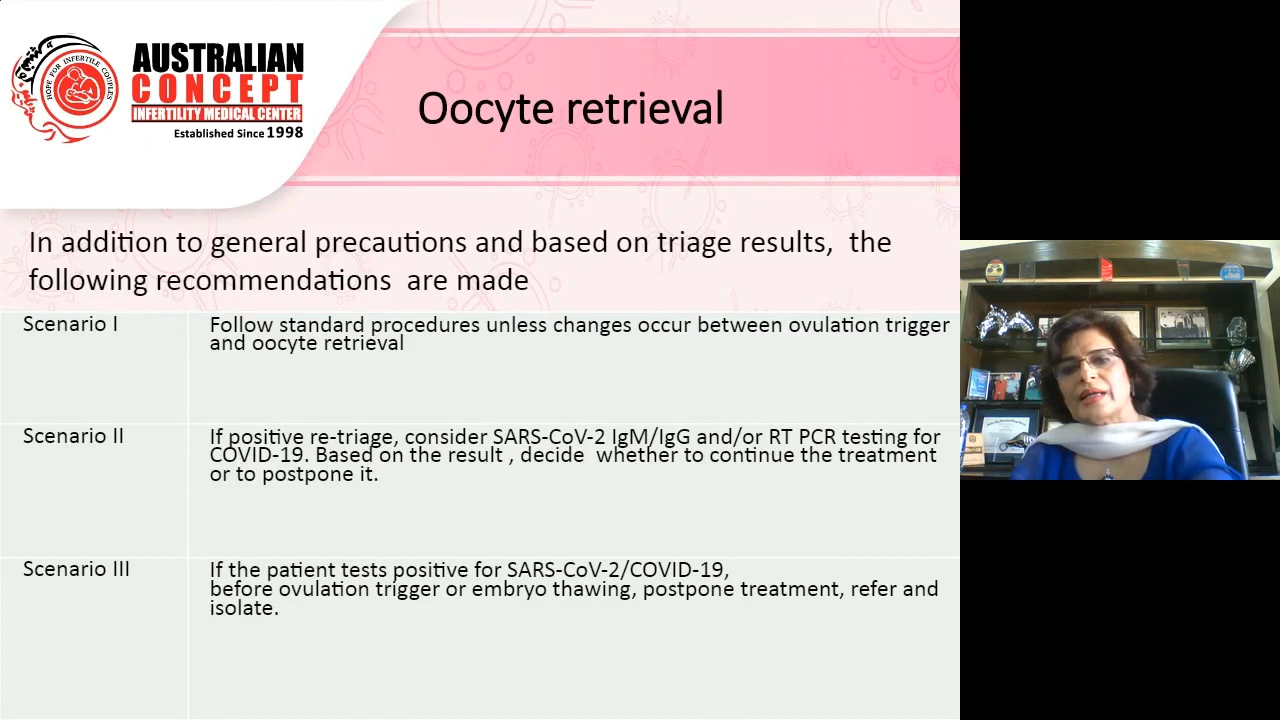 HOPE FOR INFERTILE COUPLES
AUSTRALIAN
CONCEPT
INFERTILITY MEDICAL CENTER
Established Since 1998
Oocyte retrieval
In addition to general precautions and based on triage results,  the
following recommendations  are made
Scenario I
Follow standard procedures unless changes occur between ovulation trigger
and oocyte retrieval
Scenario II
If positive re-triage, consider SARS-CoV-2 IgM/IgG and/or RT PCR testing for
COVID-19. Based on the result , decide  whether to continue the treatment
or to postpone it.
Scenario III
If the patient tests positive for SARS-CoV-2/COVID-19,
before ovulation trigger or embryo thawing, postpone treatment, refer and
isolate.